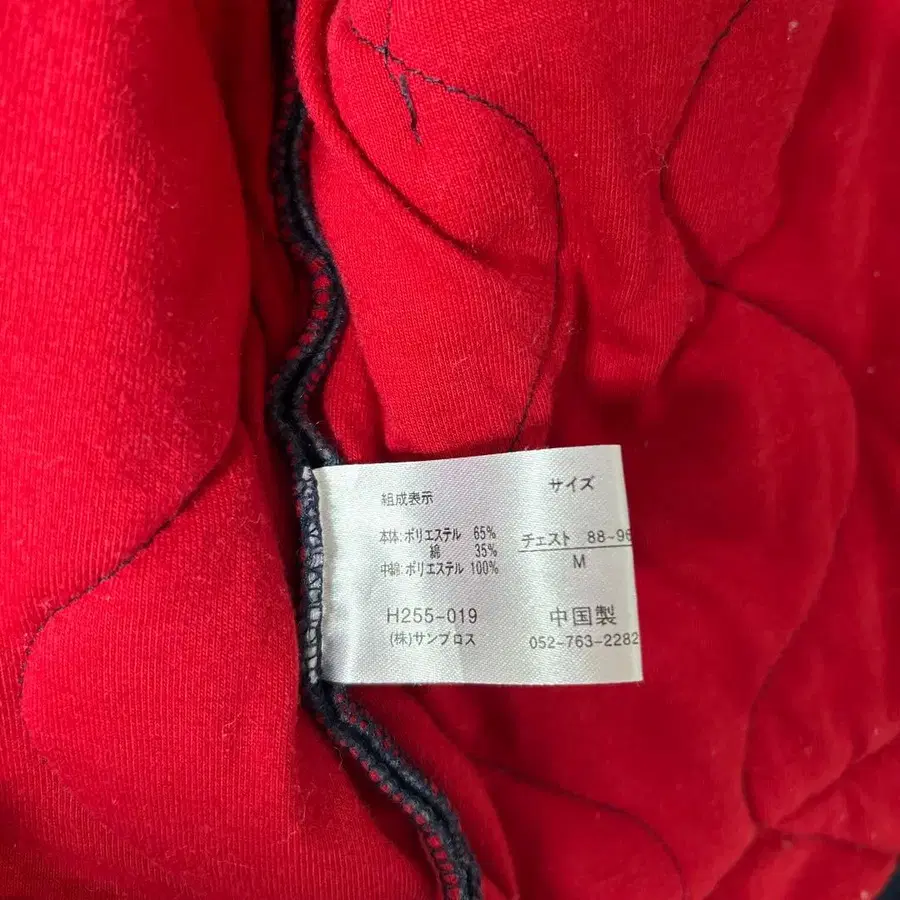 組成表示
本体:ポリエステル 65%
綿 35%
中綿:ポリエステル 100%
H255-019
(株)サンプロス
サイズ
チェスト 88~96
M
中国製
052-763-2282